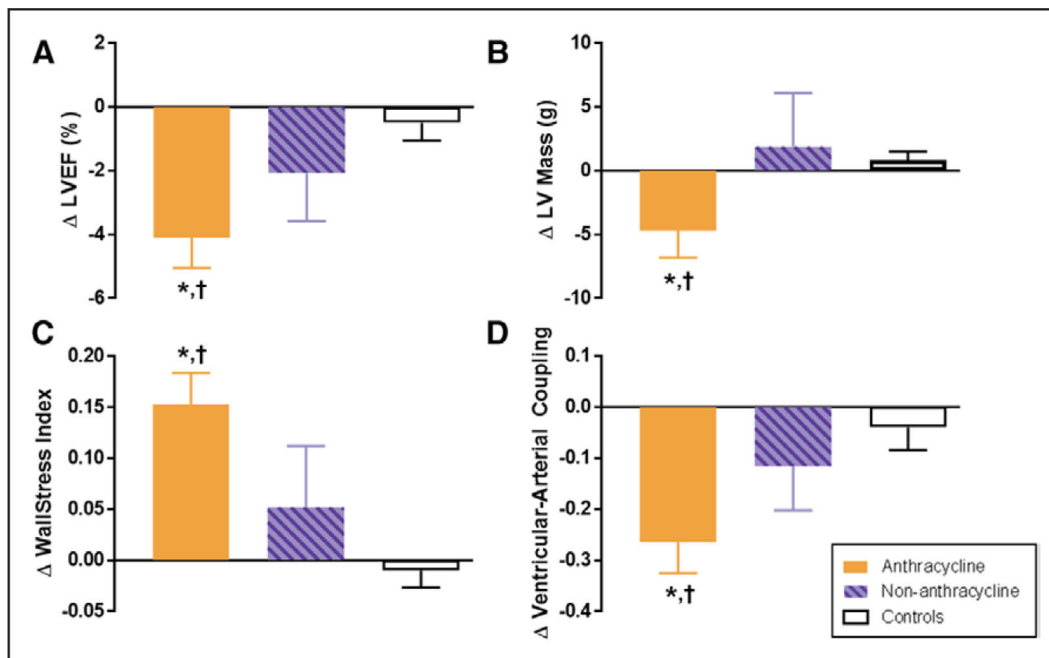 A
Δ LVEF (%)
2
0
-2
-4
-6
*,†
B
Δ LV Mass (g)
10
5
0
-5
-10
*,†
C
Δ WallStress Index
0.20
0.15
0.10
0.05
0.00
-0.05
*,†
D
Δ Ventricular-Arterial Coupling
0.1
0.0
-0.1
-0.2
-0.3
-0.4
*,†
Anthracycline
Non-anthracycline
Controls